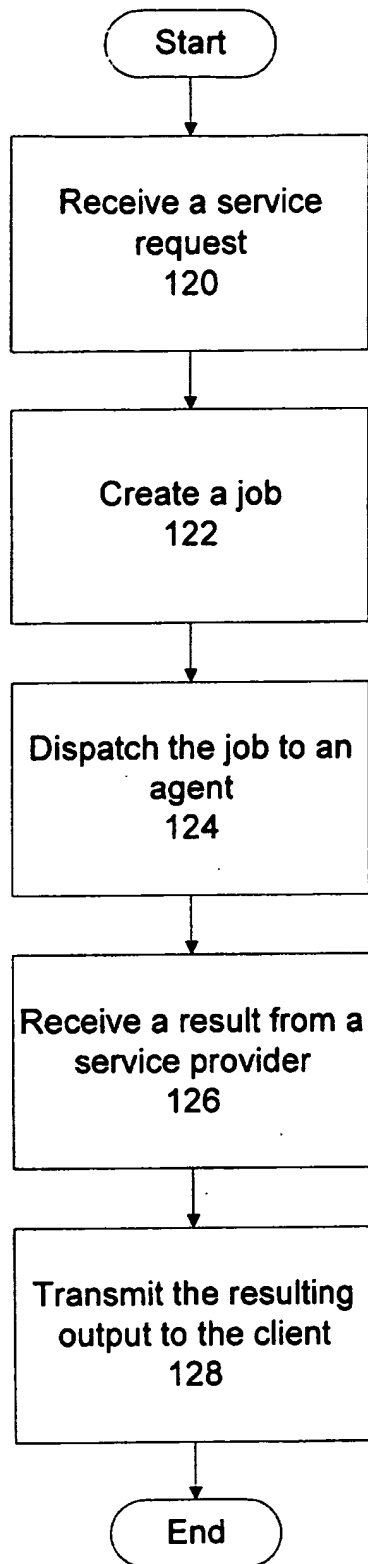 Start
Receive a service
request
120
Create a job
122
Dispatch the job to an
agent
124
Receive a result from a
service provider
126
Transmit the resulting
output to the client
128
End